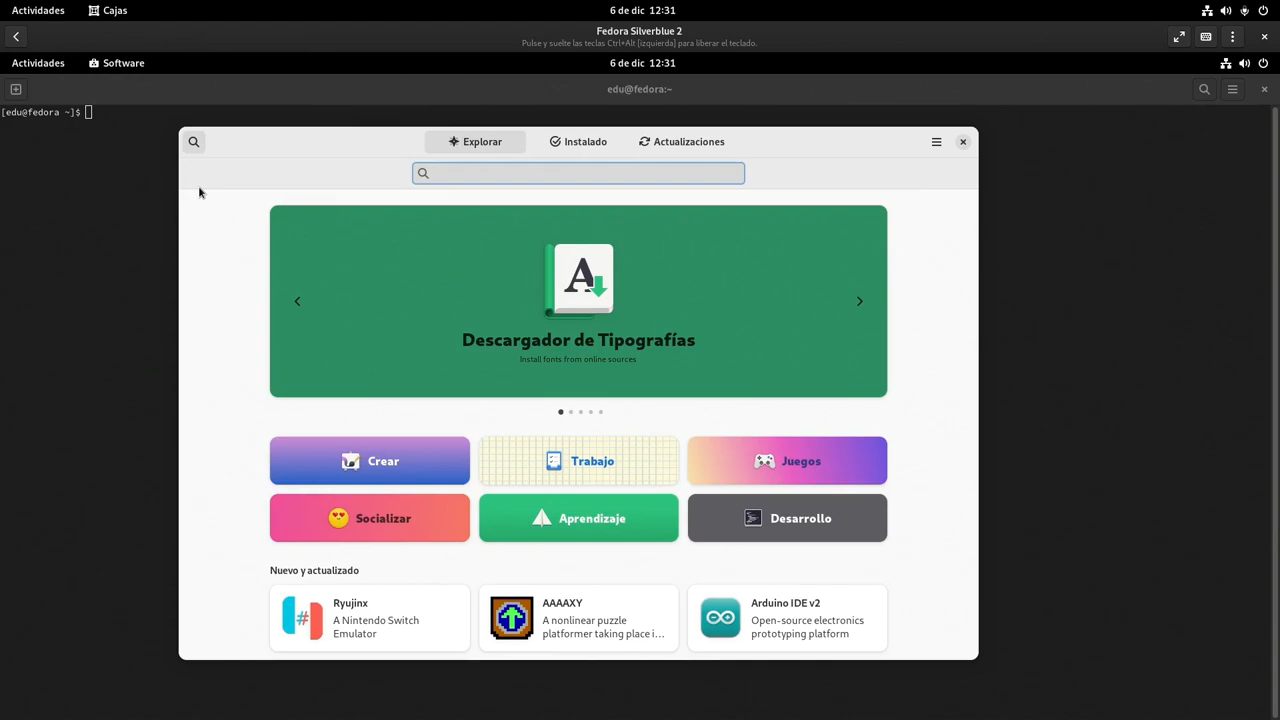 Actividades Cajas 6 de dic 12:31
Fedora Silverblue 2
Pulse y suelte las teclas Ctrl+Alt [izquierda] para liberar el teclado.
Actividades Software 6 de dic 12:31
edu@fedora:~
[edu@fedora ~]$
Explorar Instalado Actualizaciones
A
Descargador de Tipografías
Install fonts from online sources
Crear Trabajo Juegos
Socializar Aprendizaje Desarrollo
Nuevo y actualizado
Ryujinx
A Nintendo Switch
Emulator
AAAAXY
A nonlinear puzzle
platformer taking place i...
Arduino IDE v2
Open-source electronics
prototyping platform